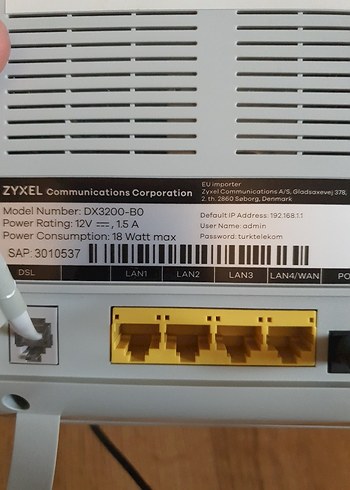 ZYXEL Communications Corporation
EU importer
Zyxel Communications A/S, Gladsaxevej 378,
2. th. 2860 Søborg, Denmark
Model Number: DX3200-B0
Power Rating: 12V ⎓, 1.5 A
Power Consumption: 18 Watt max
Default IP Address: 192.168.1.1
User Name: admin
Password: turktelekom
SAP: 3010537
DSL LAN1 LAN2 LAN3 LAN4/WAN